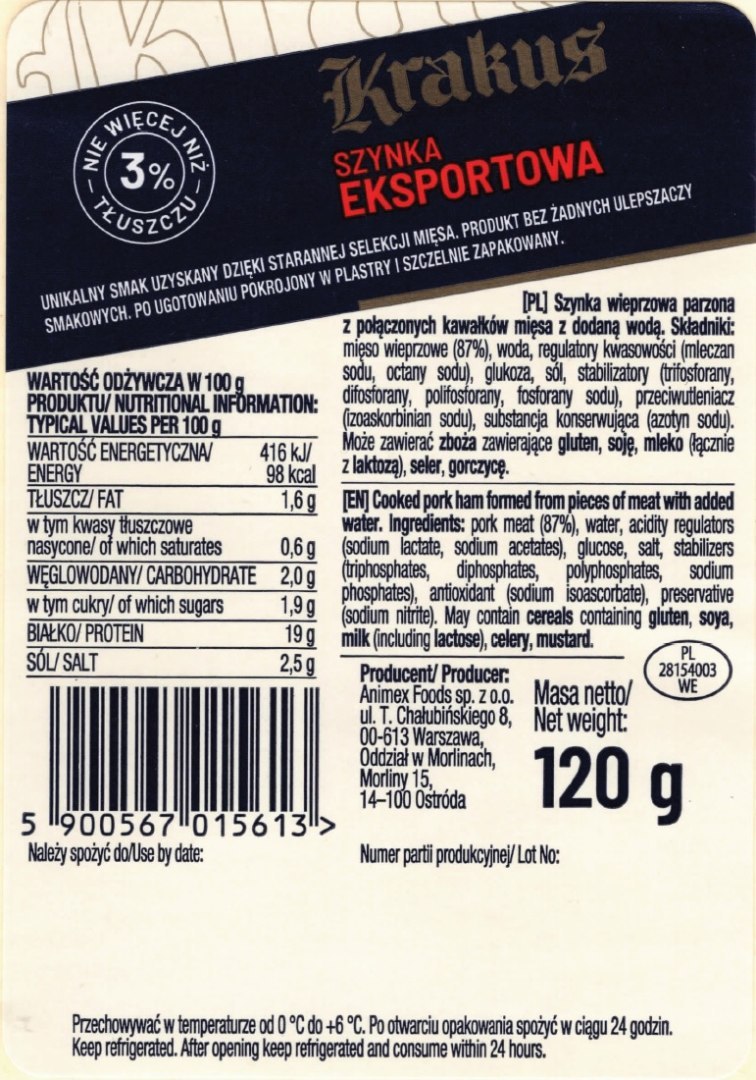 Krakus
SZYNKA
EKSPORTOWA
NIE WIĘCEJ NIŻ
3%
TŁUSZCZU
UNIKALNY SMAK UZYSKANY DZIĘKI STARANNEJ SELEKCJI MIĘSA. PRODUKT BEZ ŻADNYCH ULEPSZACZY
SMAKOWYCH. PO UGOTOWANIU POKROJONY W PLASTRY I SZCZELNIE ZAPAKOWANY.
[PL] Szynka wieprzowa parzona
z połączonych kawałków mięsa z dodaną wodą. Składniki:
mięso wieprzowe (87%), woda, regulatory kwasowości (mleczan
sodu, octany sodu), glukoza, sól, stabilizatory (trifosforany,
difosforany, polifosforany, fosforany sodu), przeciwutleniacz
(izoaskorbinian sodu), substancja konserwująca (azotyn sodu).
Może zawierać zboża zawierające gluten, soję, mleko (łącznie
z laktozą), seler, gorczycę.
[EN] Cooked pork ham formed from pieces of meat with added
water. Ingredients: pork meat (87%), water, acidity regulators
(sodium lactate, sodium acetates), glucose, salt, stabilizers
(triphosphates, diphosphates, polyphosphates, sodium
phosphates), antioxidant (sodium isoascorbate), preservative
(sodium nitrite). May contain cereals containing gluten, soya,
milk (including lactose), celery, mustard.
WARTOŚĆ ODŻYWCZA W 100 g
PRODUKTU/ NUTRITIONAL INFORMATION:
TYPICAL VALUES PER 100 g
WARTOŚĆ ENERGETYCZNA/ 416 kJ/
ENERGY 98 kcal
TŁUSZCZ/ FAT 1,6 g
w tym kwasy tłuszczowe
nasycone/ of which saturates 0,6 g
WĘGLOWODANY/ CARBOHYDRATE 2,0 g
w tym cukry/ of which sugars 1,9 g
BIAŁKO/ PROTEIN 19 g
SÓL/ SALT 2,5 g
5 900567 015613 >
Należy spożyć do/Use by date:
Producent/ Producer:
Animex Foods sp. z o.o.
ul. T. Chałubińskiego 8,
00-613 Warszawa,
Oddział w Morlinach,
Morliny 15,
14–100 Ostróda
PL
28154003
WE
Masa netto/
Net weight:
120 g
Numer partii produkcyjnej/ Lot No:
Przechowywać w temperaturze od 0 °C do +6 °C. Po otwarciu opakowania spożyć w ciągu 24 godzin.
Keep refrigerated. After opening keep refrigerated and consume within 24 hours.